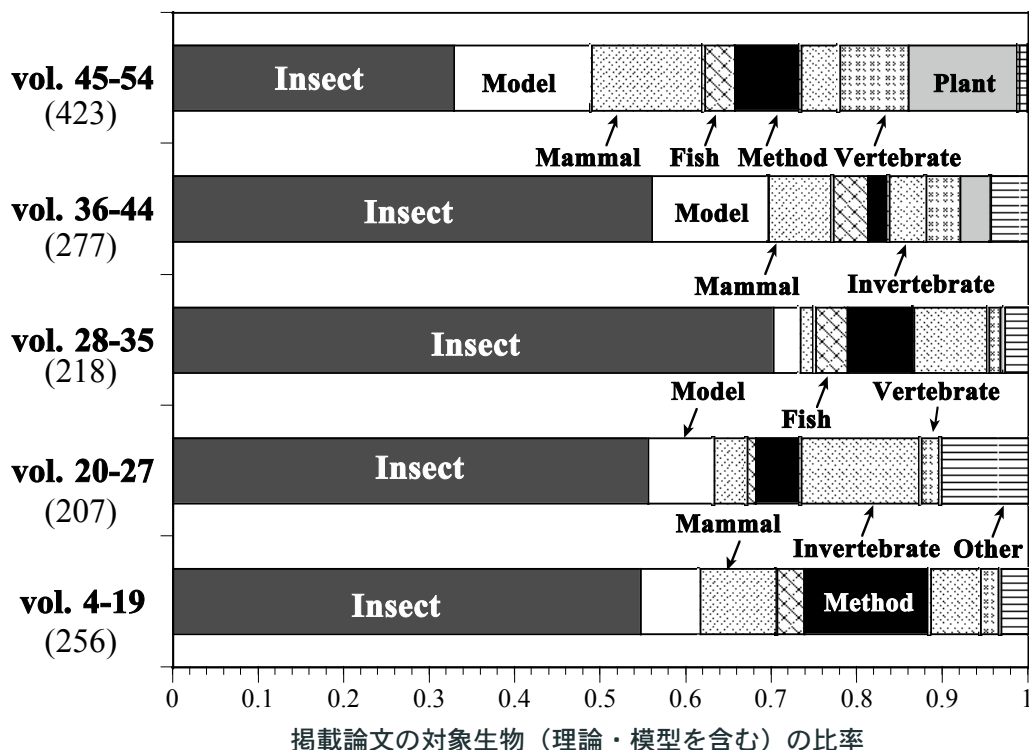 vol. 45-54
(423)
Insect
Model
Plant
Mammal
Fish
Method
Vertebrate
vol. 36-44
(277)
Insect
Model
Mammal
Invertebrate
vol. 28-35
(218)
Insect
Fish
Model
Vertebrate
vol. 20-27
(207)
Insect
Mammal
Invertebrate
Other
vol. 4-19
(256)
Insect
Method
0 0.1 0.2 0.3 0.4 0.5 0.6 0.7 0.8 0.9 1
掲載論文の対象生物（理論・模型を含む）の比率